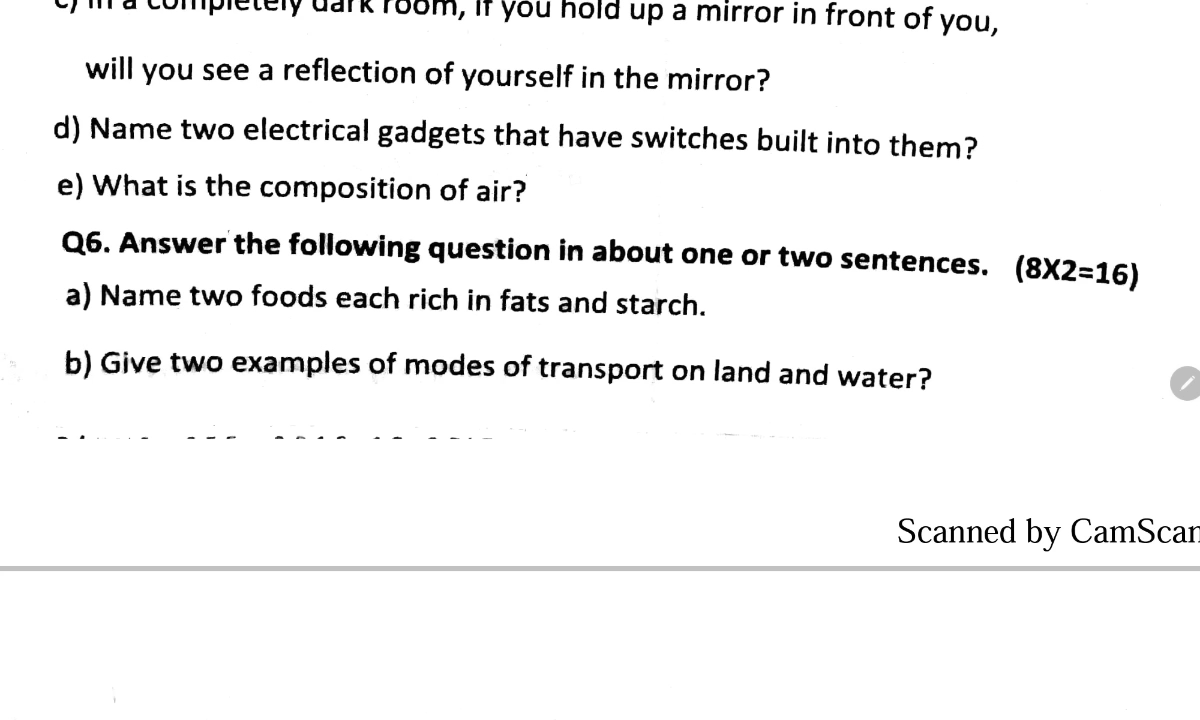 c) In a completely dark room, if you hold up a mirror in front of you,
will you see a reflection of yourself in the mirror?
d) Name two electrical gadgets that have switches built into them?
e) What is the composition of air?
Q6. Answer the following question in about one or two sentences. (8X2=16)
a) Name two foods each rich in fats and starch.
b) Give two examples of modes of transport on land and water?
Scanned by CamScan